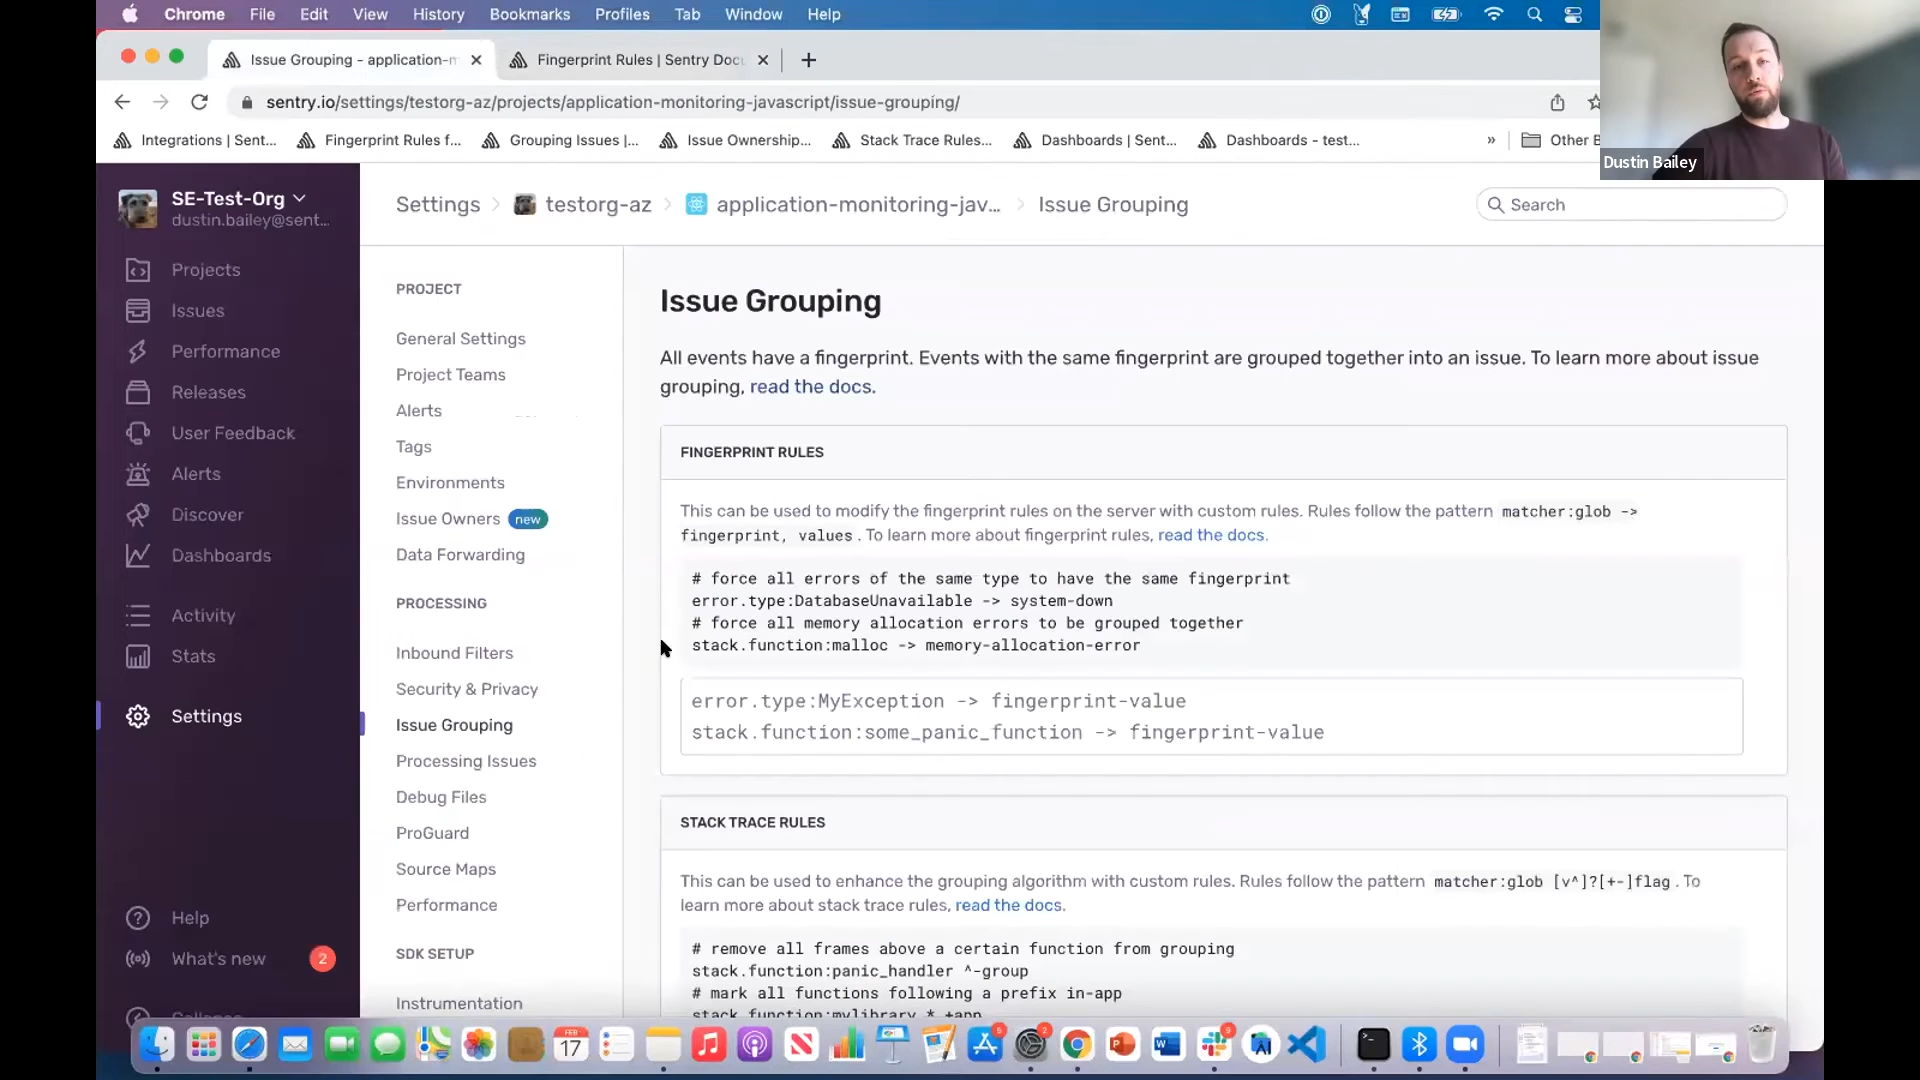 Chrome File Edit View History Bookmarks Profiles Tab Window Help
Issue Grouping - application-m
Fingerprint Rules | Sentry Docu
sentry.io/settings/testorg-az/projects/application-monitoring-javascript/issue-grouping/
Integrations | Sent... Fingerprint Rules f... Grouping Issues |... Issue Ownership... Stack Trace Rules... Dashboards | Sent... Dashboards - test... » Other B
Dustin Bailey
SE-Test-Org
dustin.bailey@sent...
Projects
Issues
Performance
Releases
User Feedback
Alerts
Discover
Dashboards
Activity
Stats
Settings
Help
What's new 2
Settings > testorg-az > application-monitoring-jav... > Issue Grouping
Search
PROJECT
General Settings
Project Teams
Alerts
Tags
Environments
Issue Owners new
Data Forwarding
PROCESSING
Inbound Filters
Security & Privacy
Issue Grouping
Processing Issues
Debug Files
ProGuard
Source Maps
Performance
SDK SETUP
Instrumentation
Issue Grouping
All events have a fingerprint. Events with the same fingerprint are grouped together into an issue. To learn more about issue
grouping, read the docs.
FINGERPRINT RULES
This can be used to modify the fingerprint rules on the server with custom rules. Rules follow the pattern matcher:glob ->
fingerprint, values . To learn more about fingerprint rules, read the docs.
# force all errors of the same type to have the same fingerprint
error.type:DatabaseUnavailable -> system-down
# force all memory allocation errors to be grouped together
stack.function:malloc -> memory-allocation-error
error.type:MyException -> fingerprint-value
stack.function:some_panic_function -> fingerprint-value
STACK TRACE RULES
This can be used to enhance the grouping algorithm with custom rules. Rules follow the pattern matcher:glob [v^]?[+-]flag . To
learn more about stack trace rules, read the docs.
# remove all frames above a certain function from grouping
stack.function:panic_handler ^-group
# mark all functions following a prefix in-app
stack.function:mylibrary_* +app
FEB
17
5
2
9